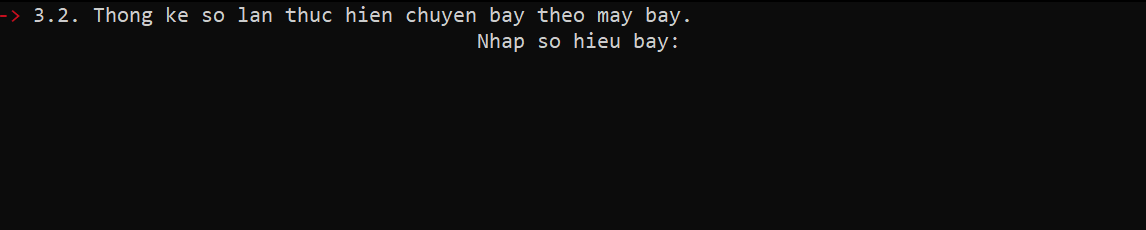 -> 3.2. Thong ke so lan thuc hien chuyen bay theo may bay.
Nhap so hieu bay: